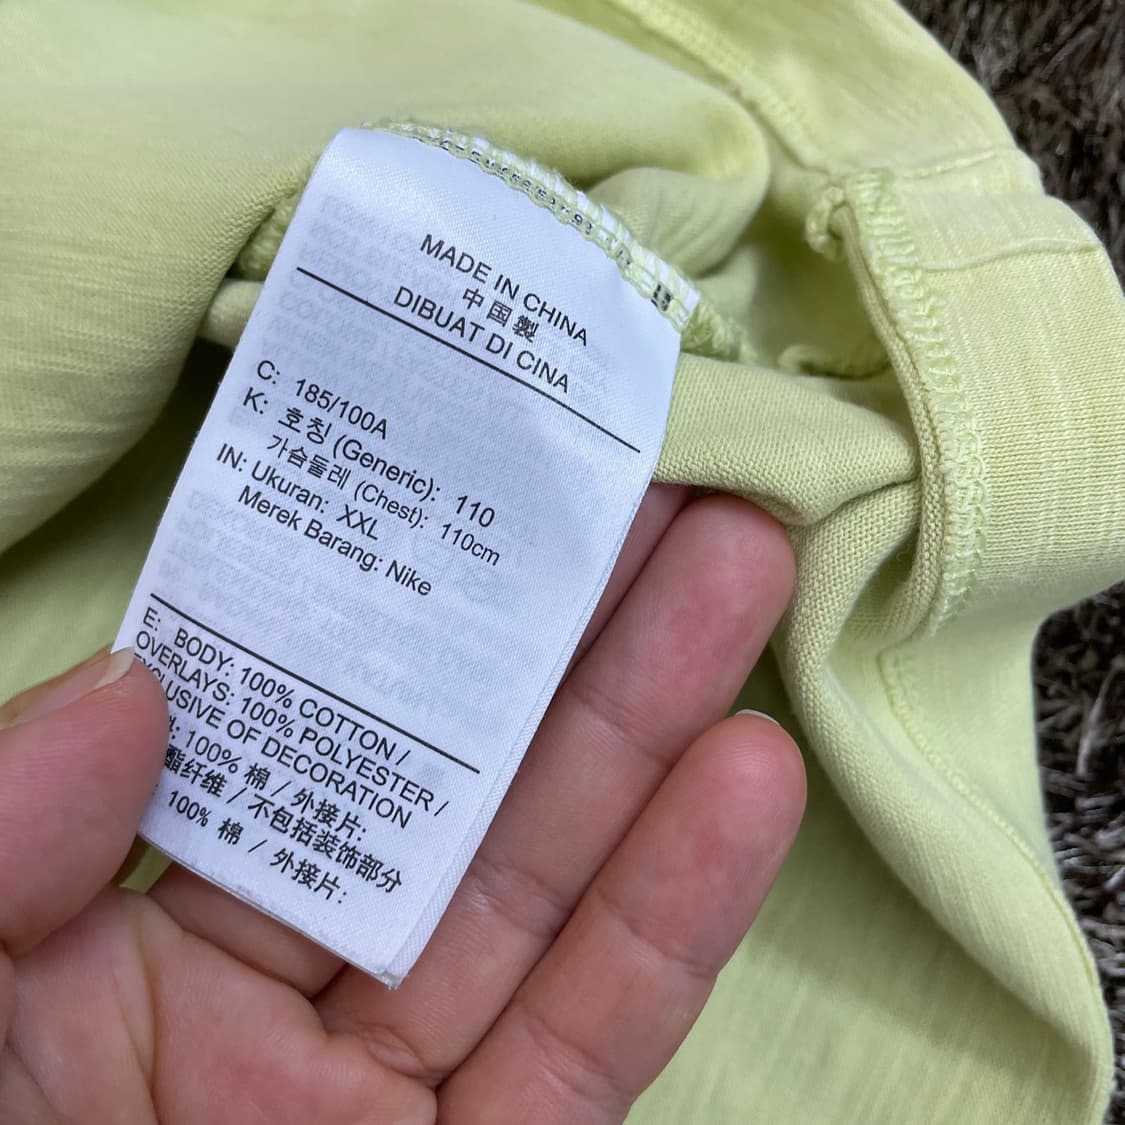 MADE IN CHINA
中国製
DIBUAT DI CINA
C: 185/100A
K: 호칭 (Generic): 110
가슴둘레 (Chest): 110cm
IN: Ukuran: XXL
Merek Barang: Nike
E: BODY: 100% COTTON /
OVERLAYS: 100% POLYESTER /
EXCLUSIVE OF DECORATION
100% 棉 / 外接片:
酯纤维 / 不包括装饰部分
100% 棉 / 外接片: